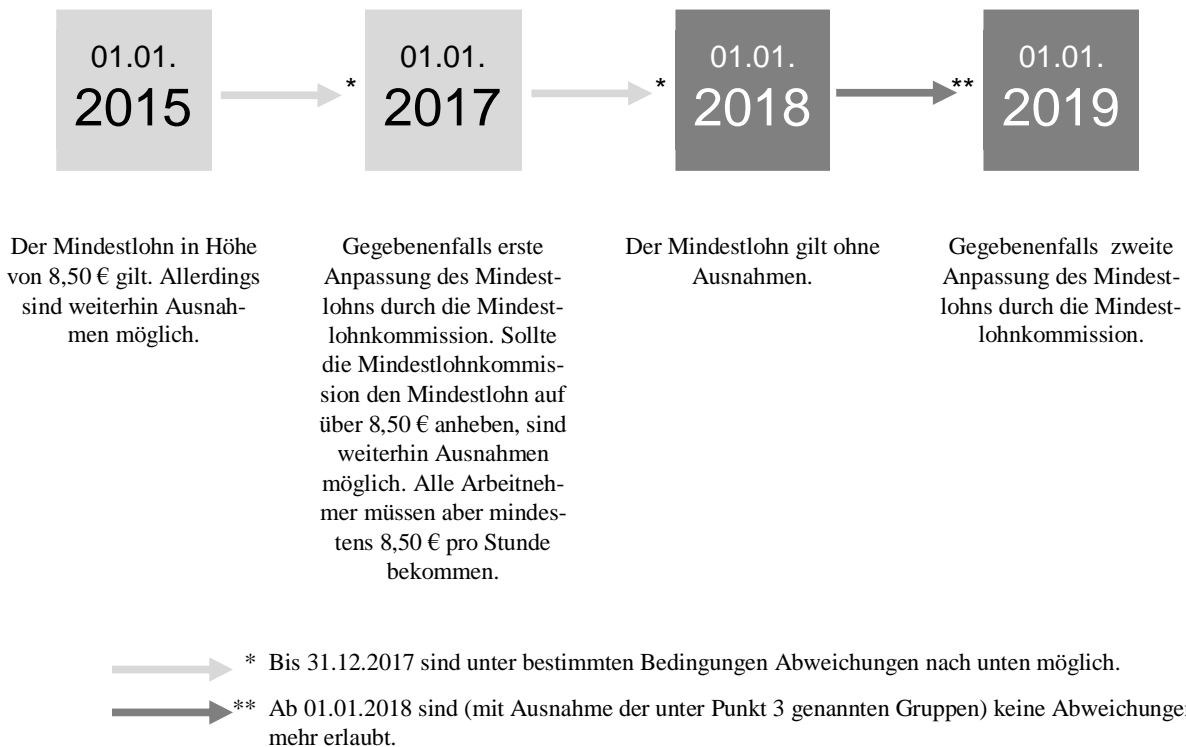 01.01.
2015
*
01.01.
2017
*
01.01.
2018
**
01.01.
2019
Der Mindestlohn in Höhe
von 8,50 € gilt. Allerdings
sind weiterhin Ausnah-
men möglich.
Gegebenenfalls erste
Anpassung des Mindest-
lohns durch die Mindest-
lohnkommission. Sollte
die Mindestlohnkommis-
sion den Mindestlohn auf
über 8,50 € anheben, sind
weiterhin Ausnahmen
möglich. Alle Arbeitneh-
mer müssen aber mindes-
tens 8,50 € pro Stunde
bekommen.
Der Mindestlohn gilt ohne
Ausnahmen.
Gegebenenfalls zweite
Anpassung des Mindest-
lohns durch die Mindest-
lohnkommission.
* Bis 31.12.2017 sind unter bestimmten Bedingungen Abweichungen nach unten möglich.
** Ab 01.01.2018 sind (mit Ausnahme der unter Punkt 3 genannten Gruppen) keine Abweichunge
mehr erlaubt.